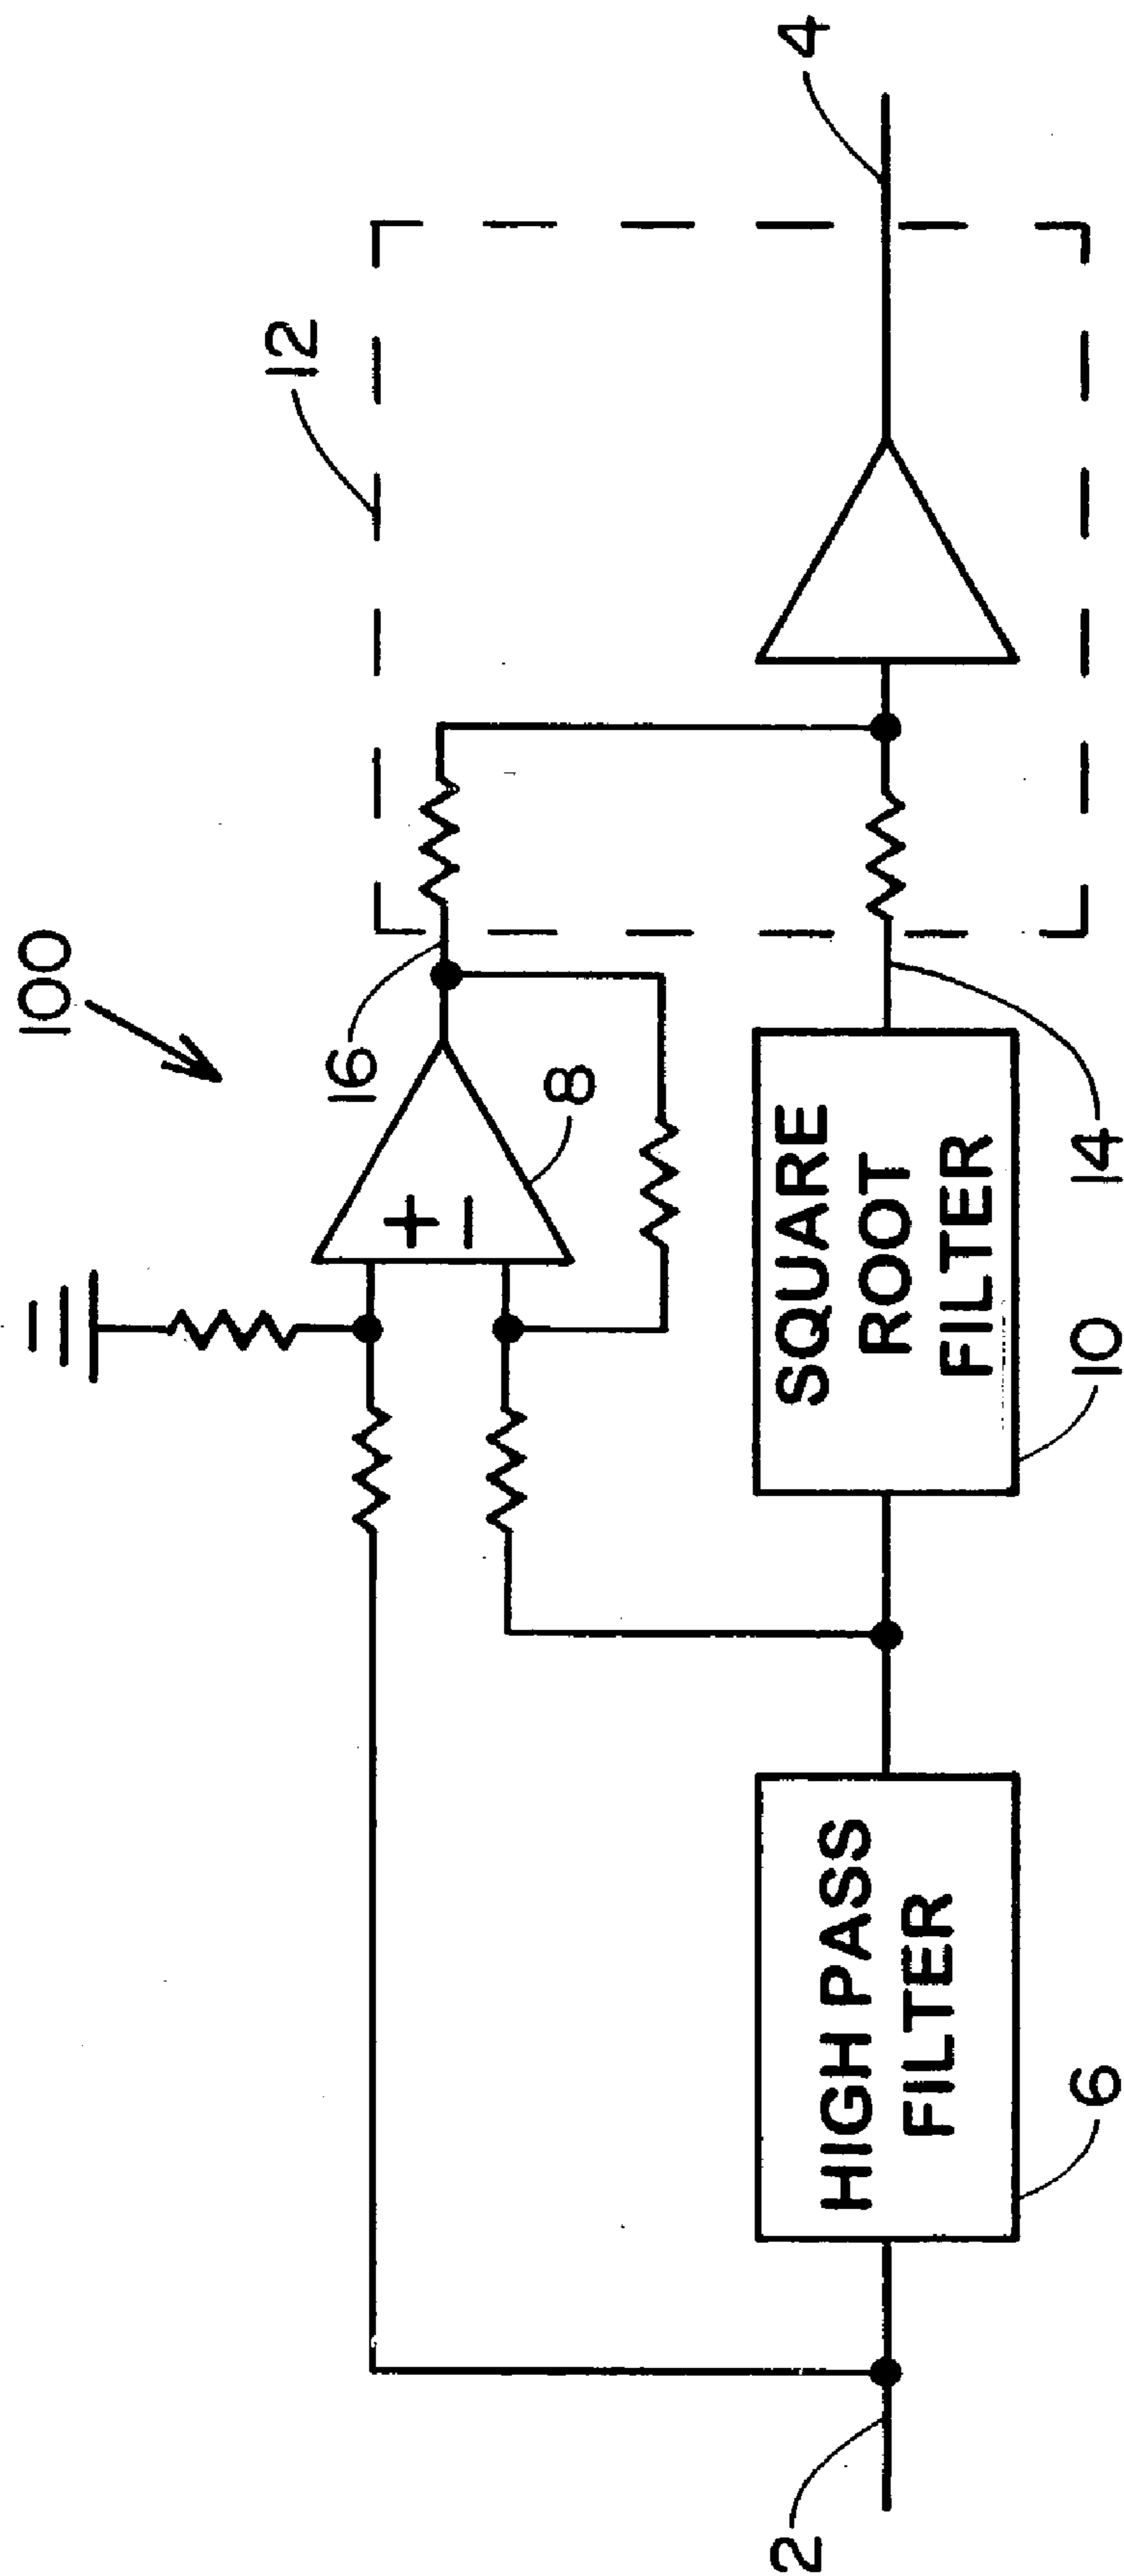 100
12
16
8
4
2
HIGH PASS
FILTER
6
SQUARE
ROOT
FILTER
10
14
+
−